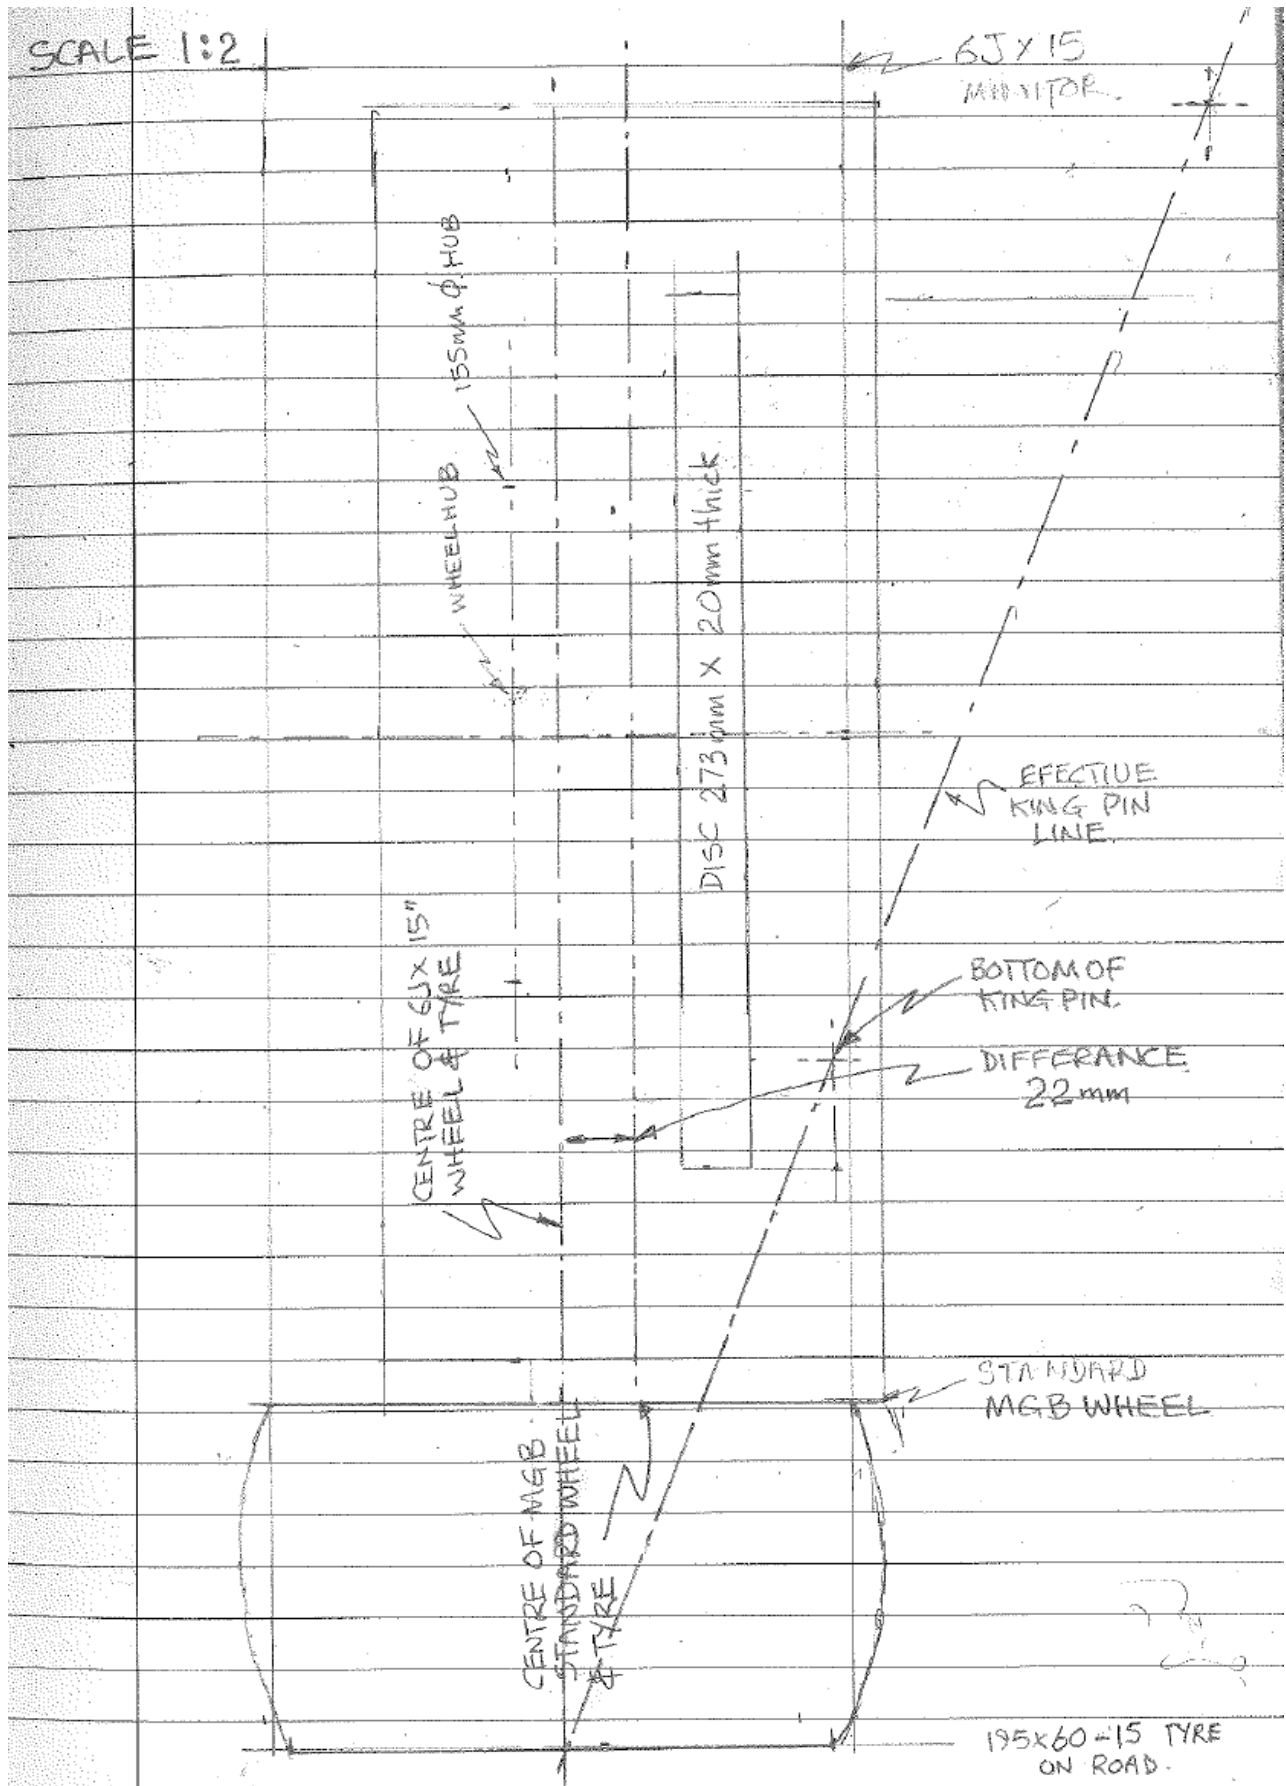 SCALE 1:2
6J X 15
MINITOR.
155mm ϕ. HUB
WHEEL HUB
DISC 273mm X 20mm thick
EFECTIVE
KING PIN
LINE.
CENTRE OF 6J X 15"
WHEEL & TYRE
BOTTOM OF
KING PIN.
DIFFERANCE
22mm
STANDARD
MGB WHEEL
CENTRE OF MGB
STANDARD WHEEL
& TYRE
195X60-15 TYRE
ON ROAD.